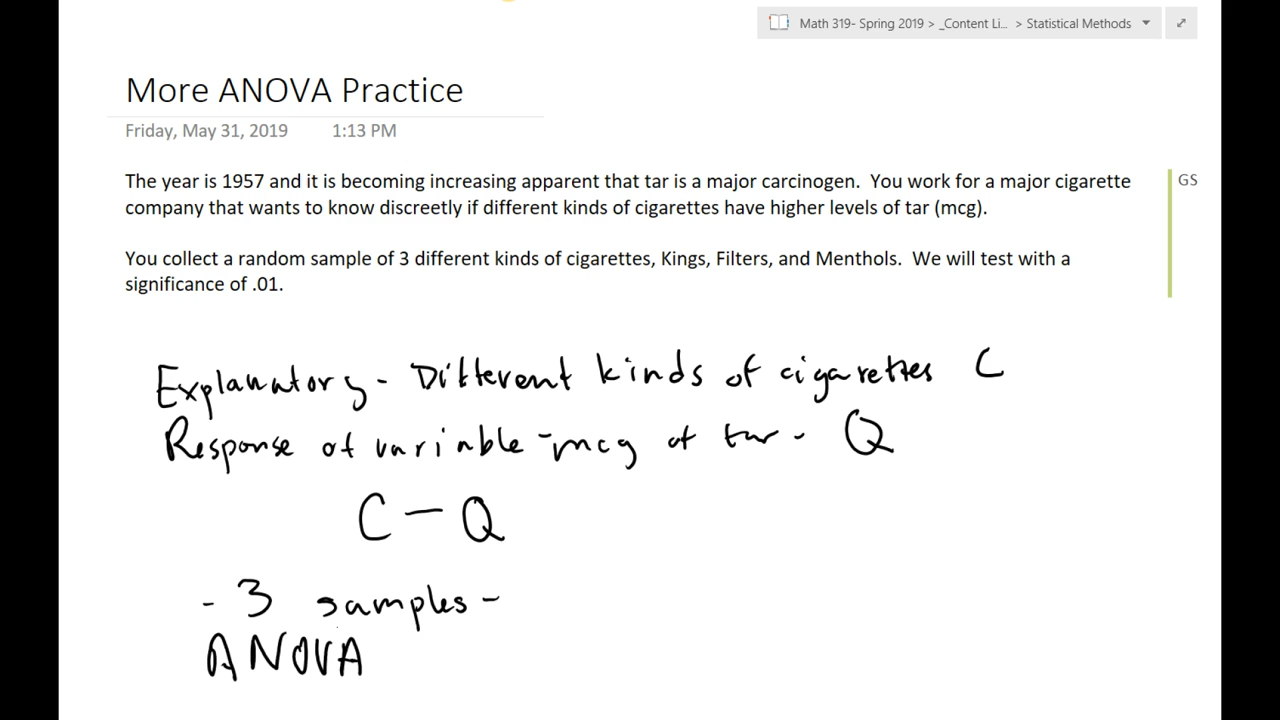 Math 319- Spring 2019 > _Content Li... > Statistical Methods
More ANOVA Practice
Friday, May 31, 2019 1:13 PM
The year is 1957 and it is becoming increasing apparent that tar is a major carcinogen. You work for a major cigarette
company that wants to know discreetly if different kinds of cigarettes have higher levels of tar (mcg).
GS
You collect a random sample of 3 different kinds of cigarettes, Kings, Filters, and Menthols. We will test with a
significance of .01.
Explanatory - Different kinds of cigarettes C
Response of variable - mcg of tar - Q
C - Q
- 3 samples -
ANOVA